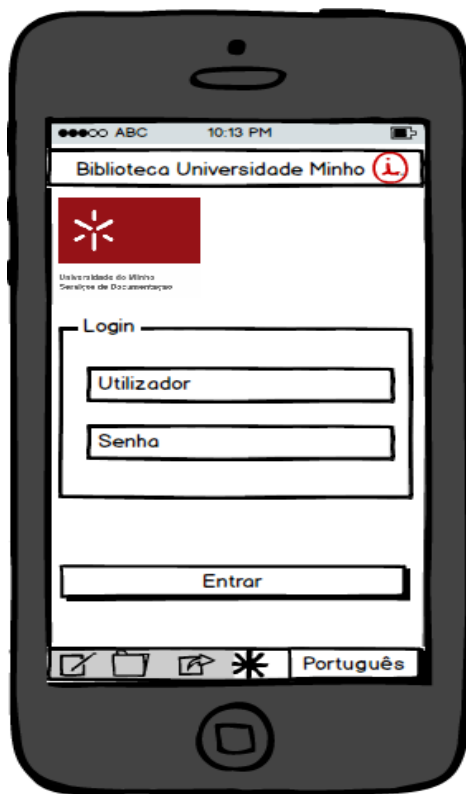 ABC 10:13 PM
Biblioteca Universidade Minho i
Universidade do Minho
Serviços de Documentação
Login
Utilizador
Senha
Entrar
Português